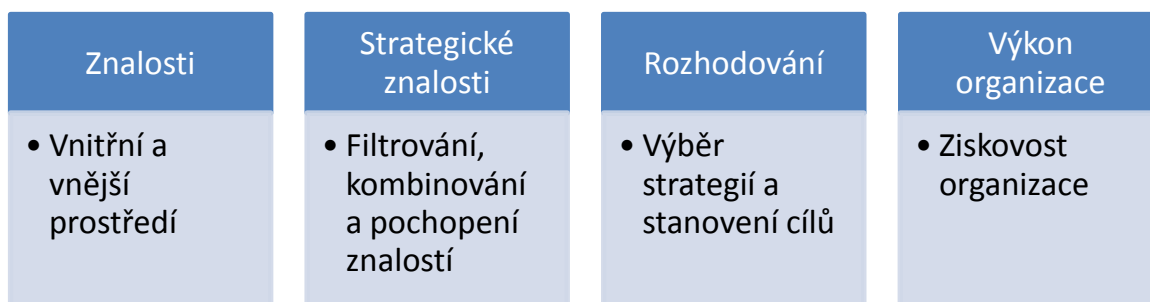 Znalosti
• Vnitřní a
vnější
prostředí
Strategické
znalosti
• Filtrování,
kombinování
a pochopení
znalostí
Rozhodování
• Výběr
strategií a
stanovení cílů
Výkon
organizace
• Ziskovost
organizace